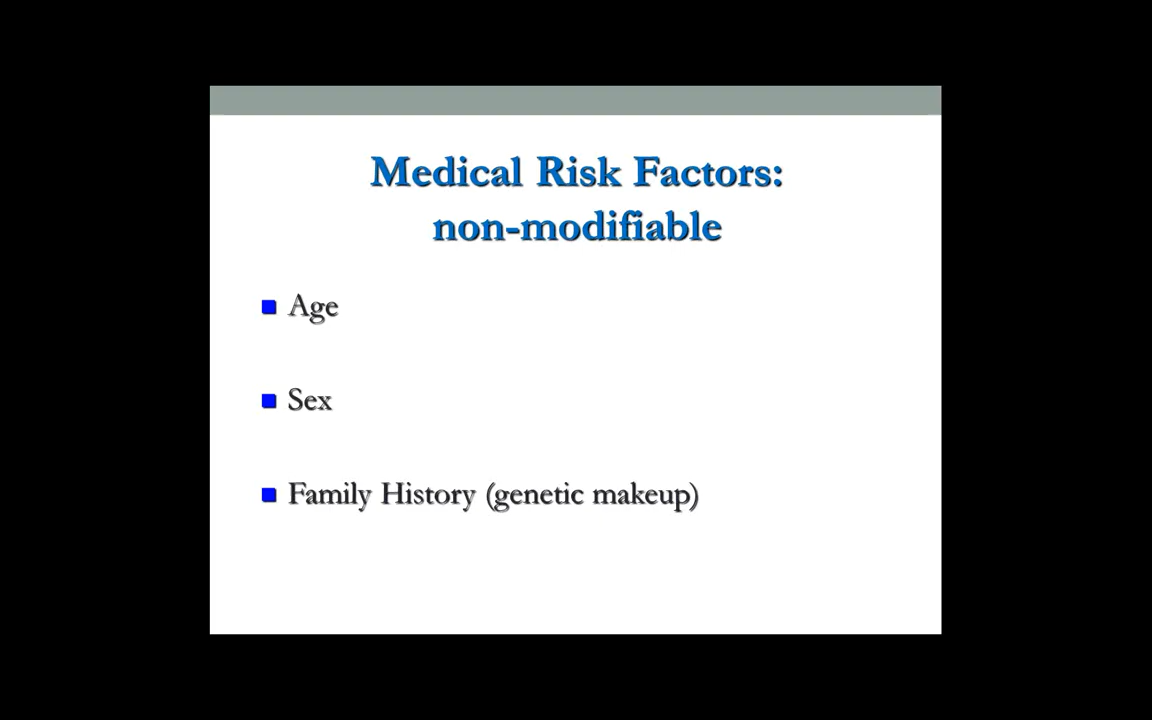 Medical Risk Factors:
non-modifiable
Age
Sex
Family History (genetic makeup)